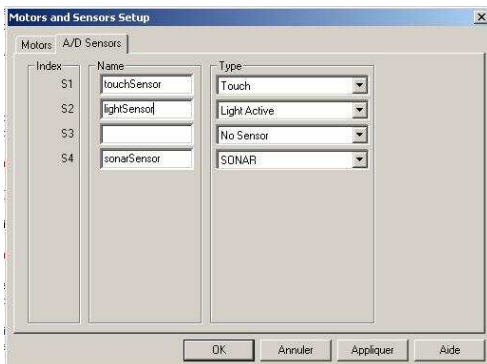 Motors and Sensors Setup
Motors A/D Sensors
Index Name Type
S1 touchSensor Touch
S2 lightSensor Light Active
S3 No Sensor
S4 sonarSensor SONAR
OK Annuler Appliquer Aide